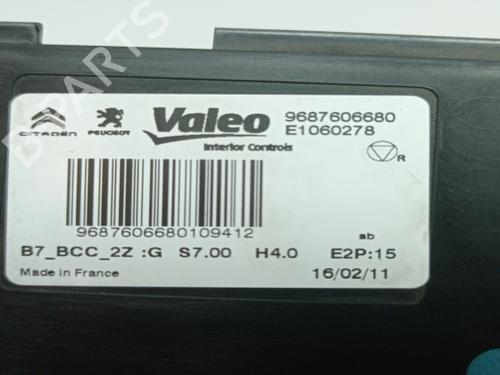 B-PARTS
CITROËN PEUGEOT Valeo 9687606680
E1060278
Interior Controls
R
9687606680109412
ab
B7_BCC_2Z :G S7.00 H4.0 E2P:15
Made in France 16/02/11